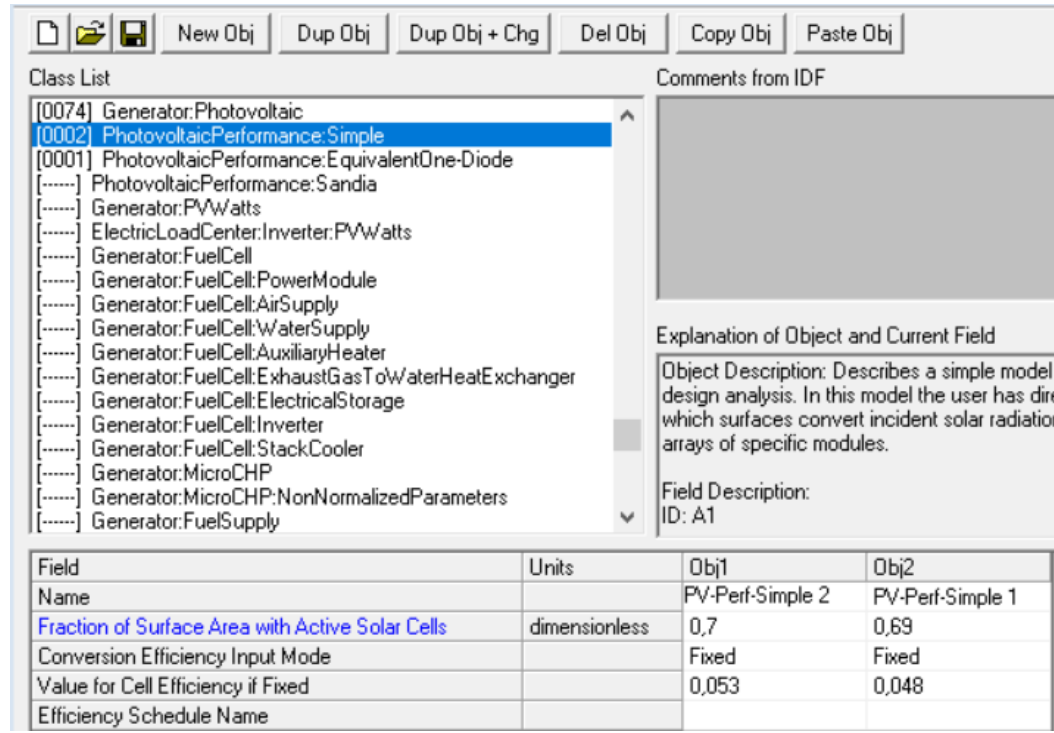 New Obj Dup Obj Dup Obj + Chg Del Obj Copy Obj Paste Obj
Class List
[0074] Generator:Photovoltaic
[0002] PhotovoltaicPerformance:Simple
[0001] PhotovoltaicPerformance:EquivalentOne-Diode
[------] PhotovoltaicPerformance:Sandia
[------] Generator:PVWatts
[------] ElectricLoadCenter:Inverter:PVWatts
[------] Generator:FuelCell
[------] Generator:FuelCell:PowerModule
[------] Generator:FuelCell:AirSupply
[------] Generator:FuelCell:WaterSupply
[------] Generator:FuelCell:AuxiliaryHeater
[------] Generator:FuelCell:ExhaustGasToWaterHeatExchanger
[------] Generator:FuelCell:ElectricalStorage
[------] Generator:FuelCell:Inverter
[------] Generator:FuelCell:StackCooler
[------] Generator:MicroCHP
[------] Generator:MicroCHP:NonNormalizedParameters
[------] Generator:FuelSupply
Comments from IDF
Explanation of Object and Current Field
Object Description: Describes a simple model
design analysis. In this model the user has dire
which surfaces convert incident solar radiation
arrays of specific modules.
Field Description:
ID: A1
Field Units Obj1 Obj2
Name PV-Perf-Simple 2 PV-Perf-Simple 1
Fraction of Surface Area with Active Solar Cells dimensionless 0,7 0,69
Conversion Efficiency Input Mode Fixed Fixed
Value for Cell Efficiency if Fixed 0,053 0,048
Efficiency Schedule Name